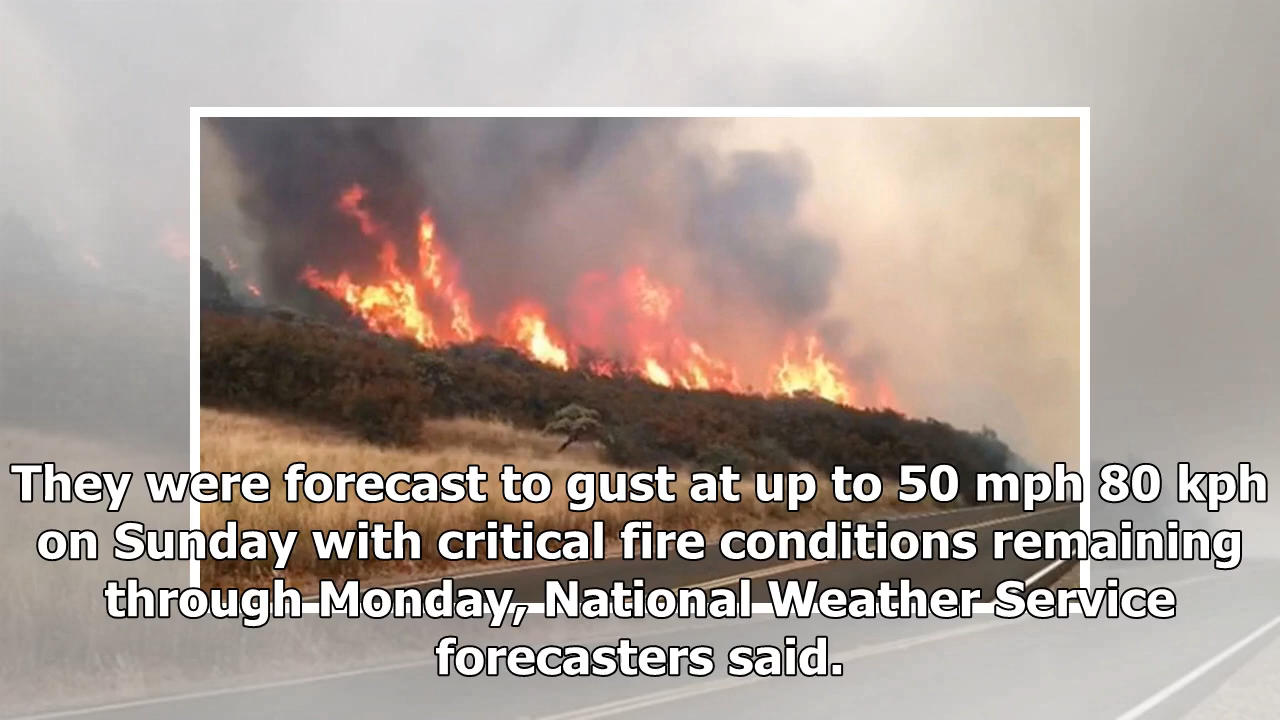 They were forecast to gust at up to 50 mph 80 kph
on Sunday with critical fire conditions remaining
through Monday, National Weather Service
forecasters said.